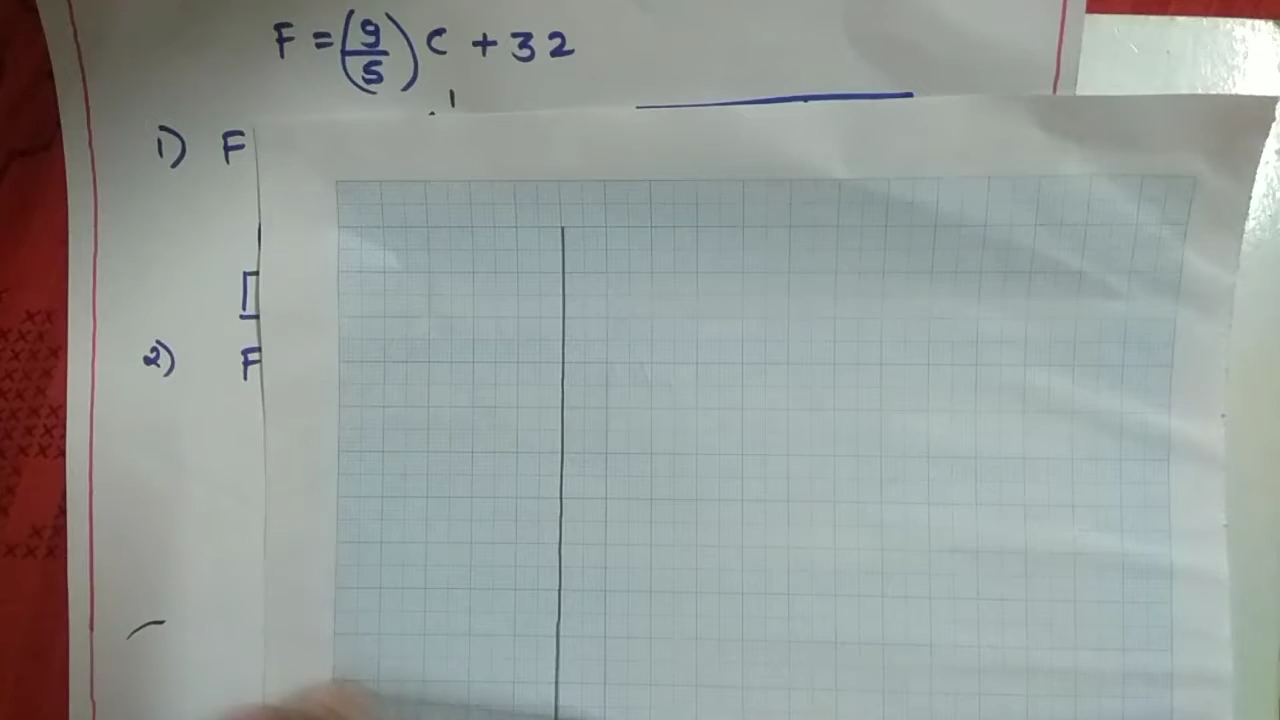 F = (9/5) C + 32
1) F
2) F